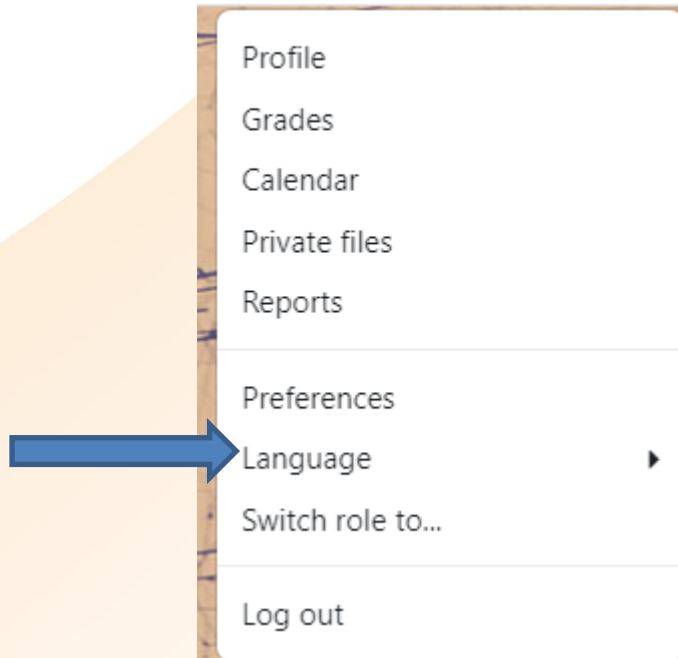 Profile
Grades
Calendar
Private files
Reports
Preferences
Language
Switch role to...
Log out